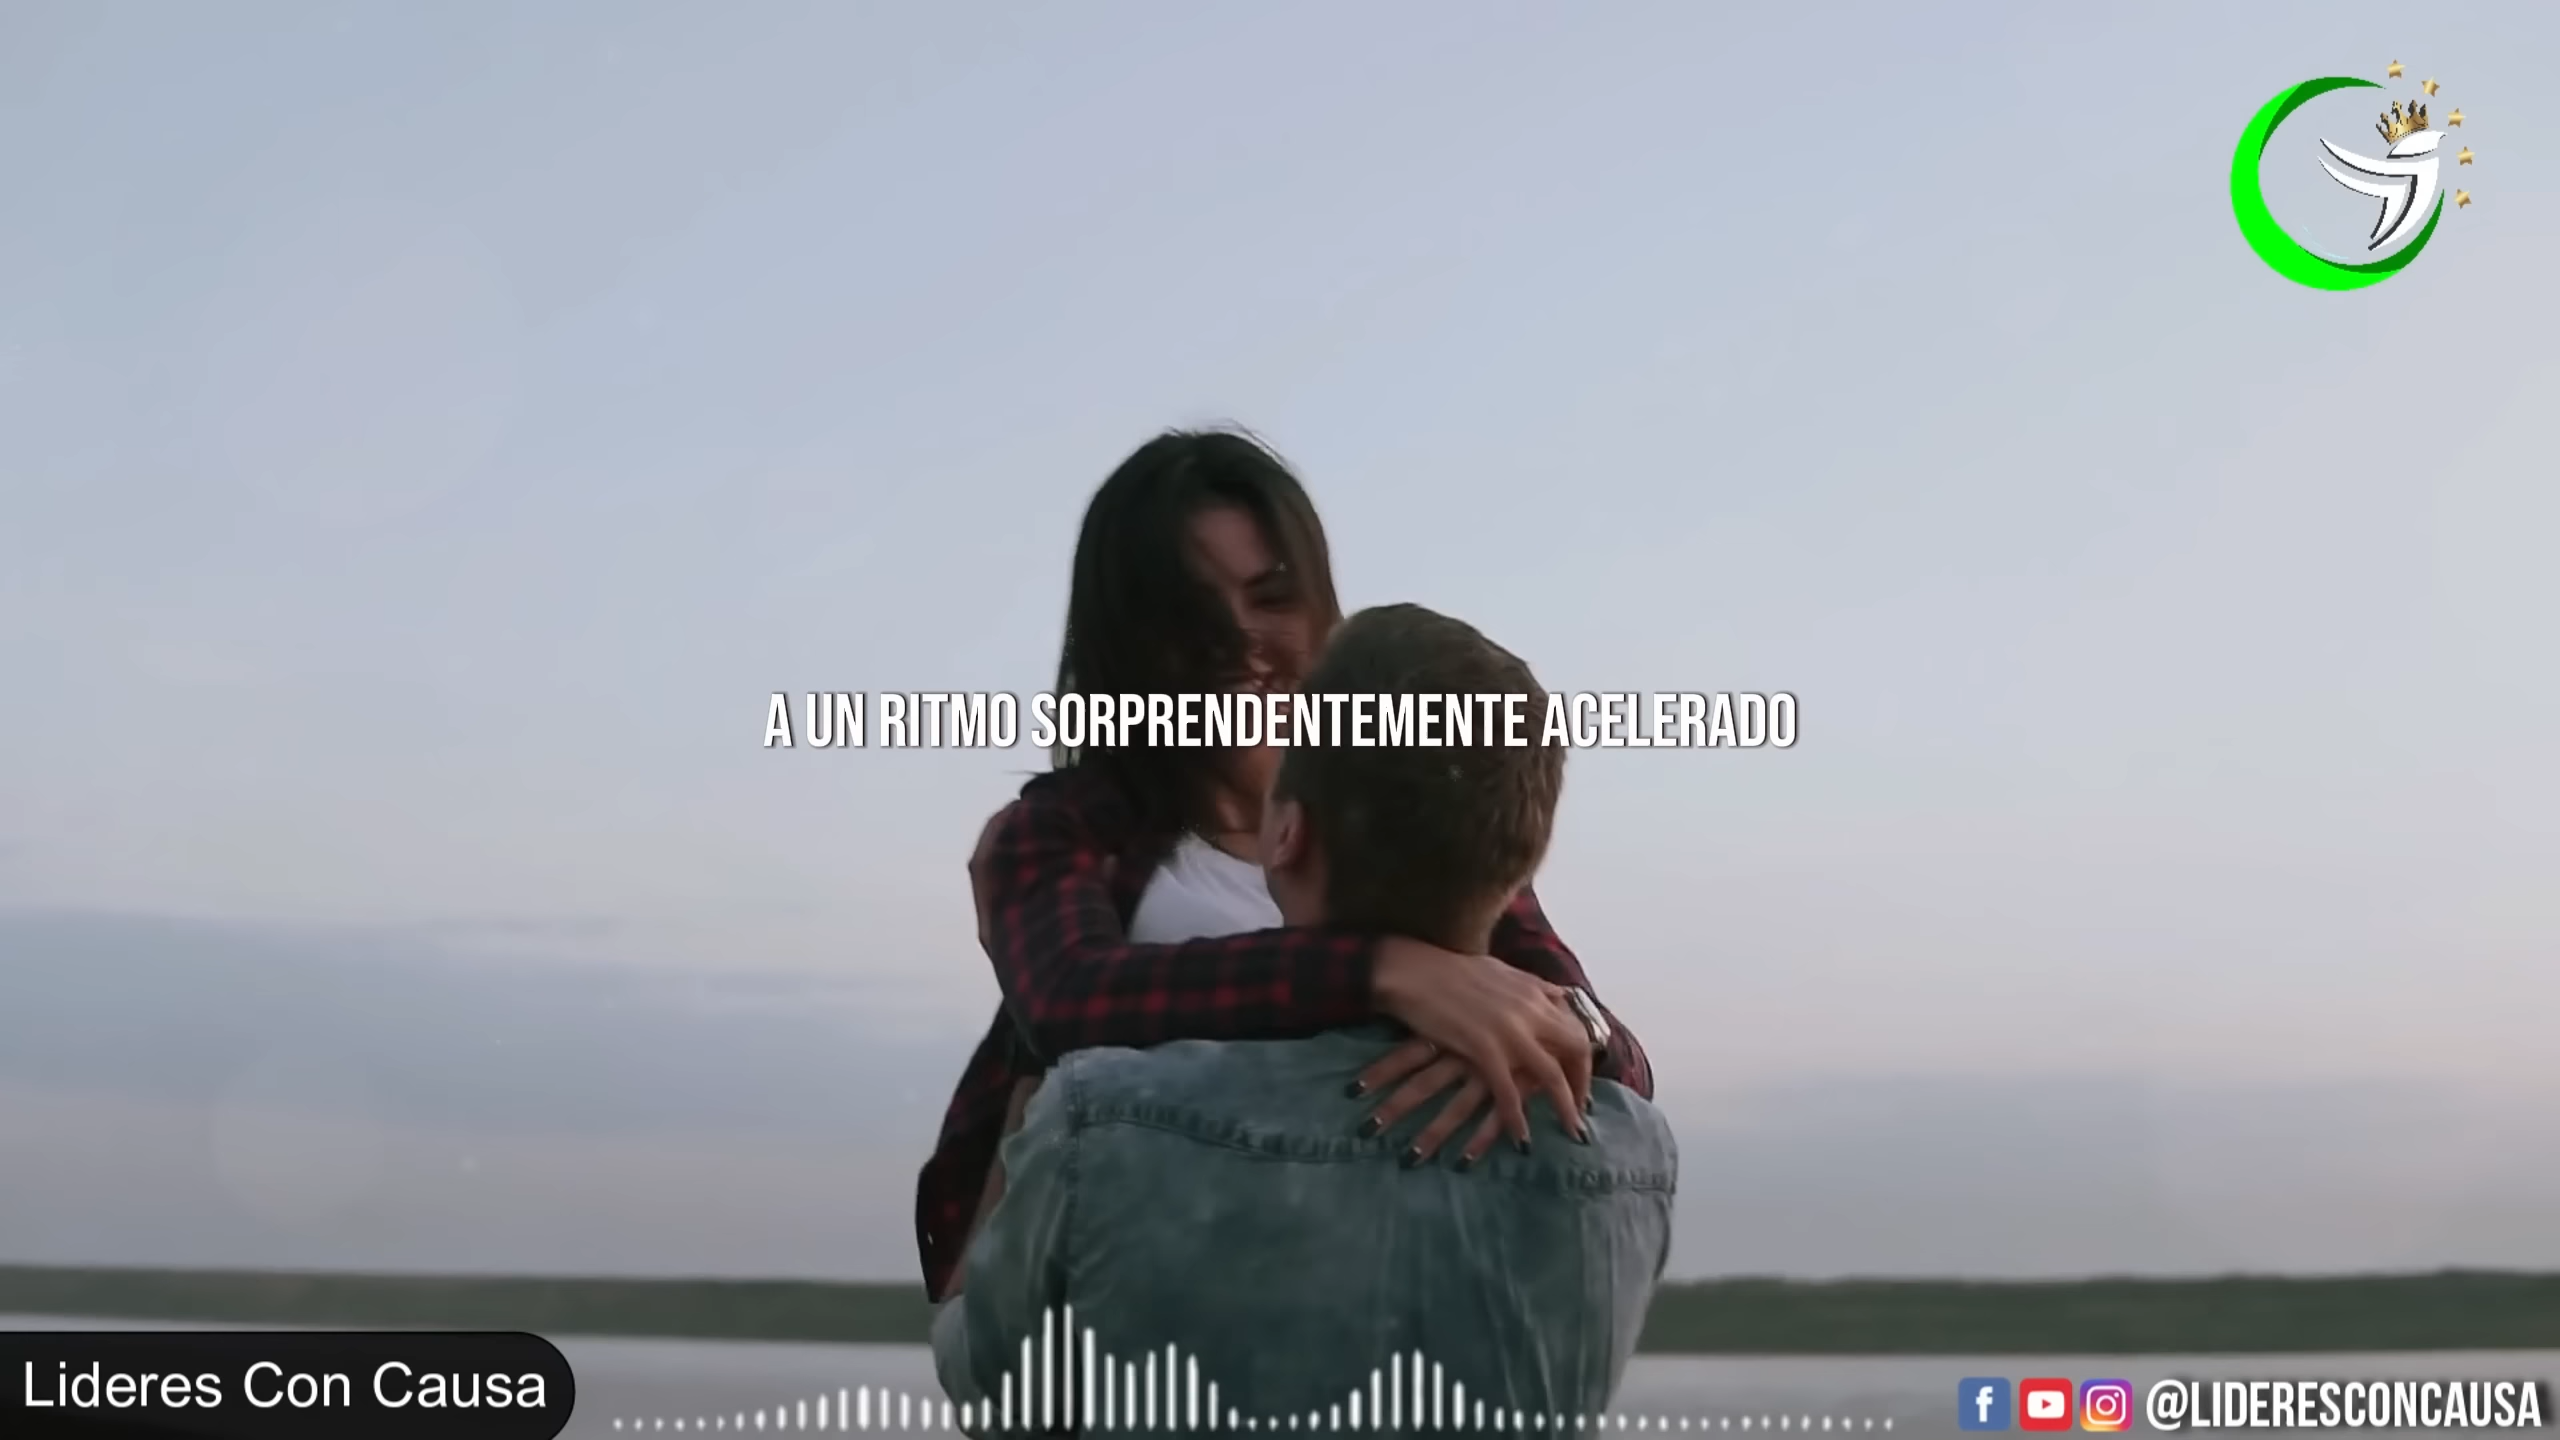 A UN RITMO SORPRENDENTEMENTE ACELERADO
Lideres Con Causa
@LIDERESCONCAUSA